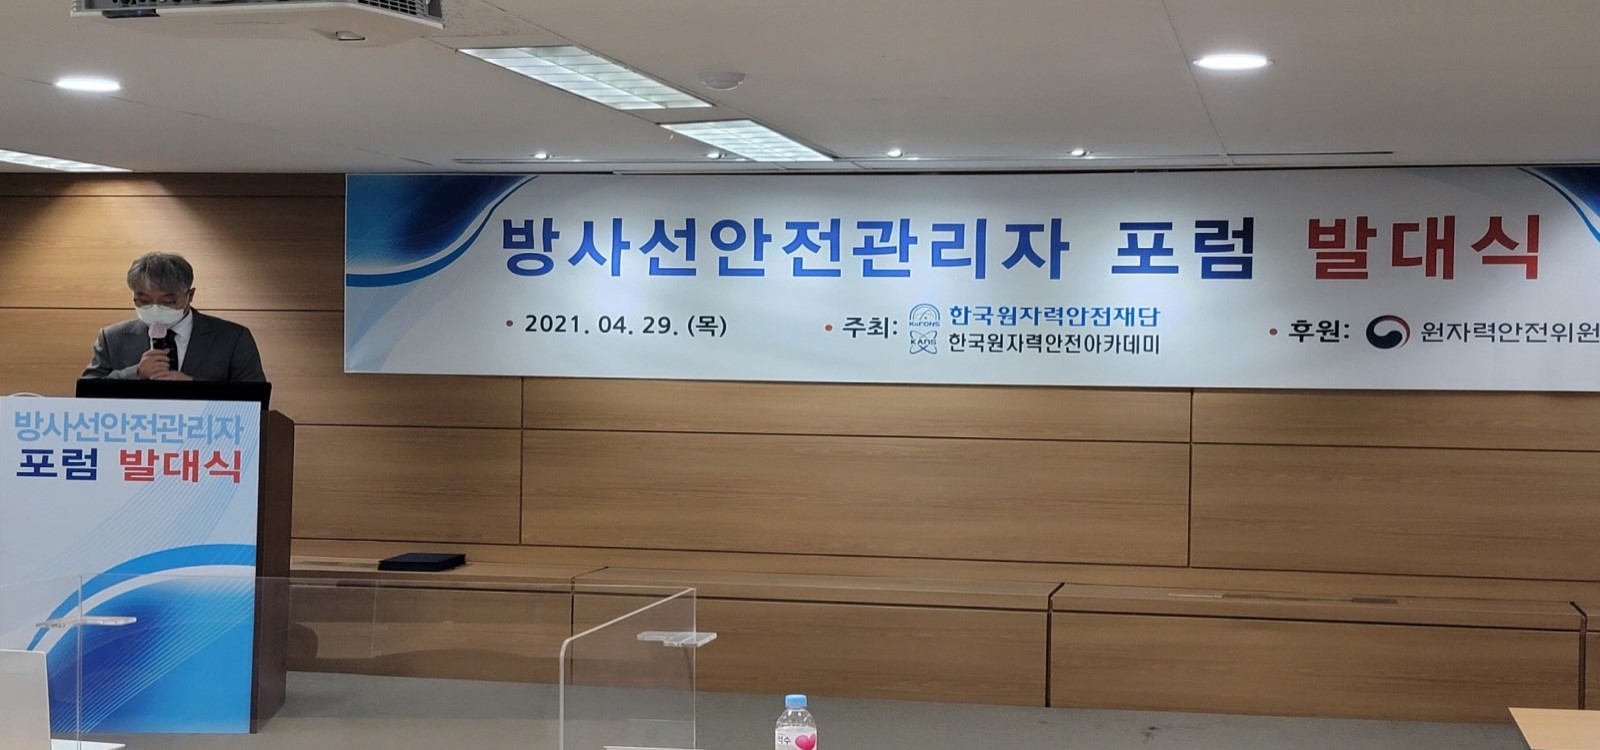 방사선안전관리자 포럼 발대식
• 2021. 04. 29. (목)
• 주최: KoFONS 한국원자력안전재단
KANS 한국원자력안전아카데미
• 후원: 원자력안전위원
방사선안전관리자
포럼 발대식